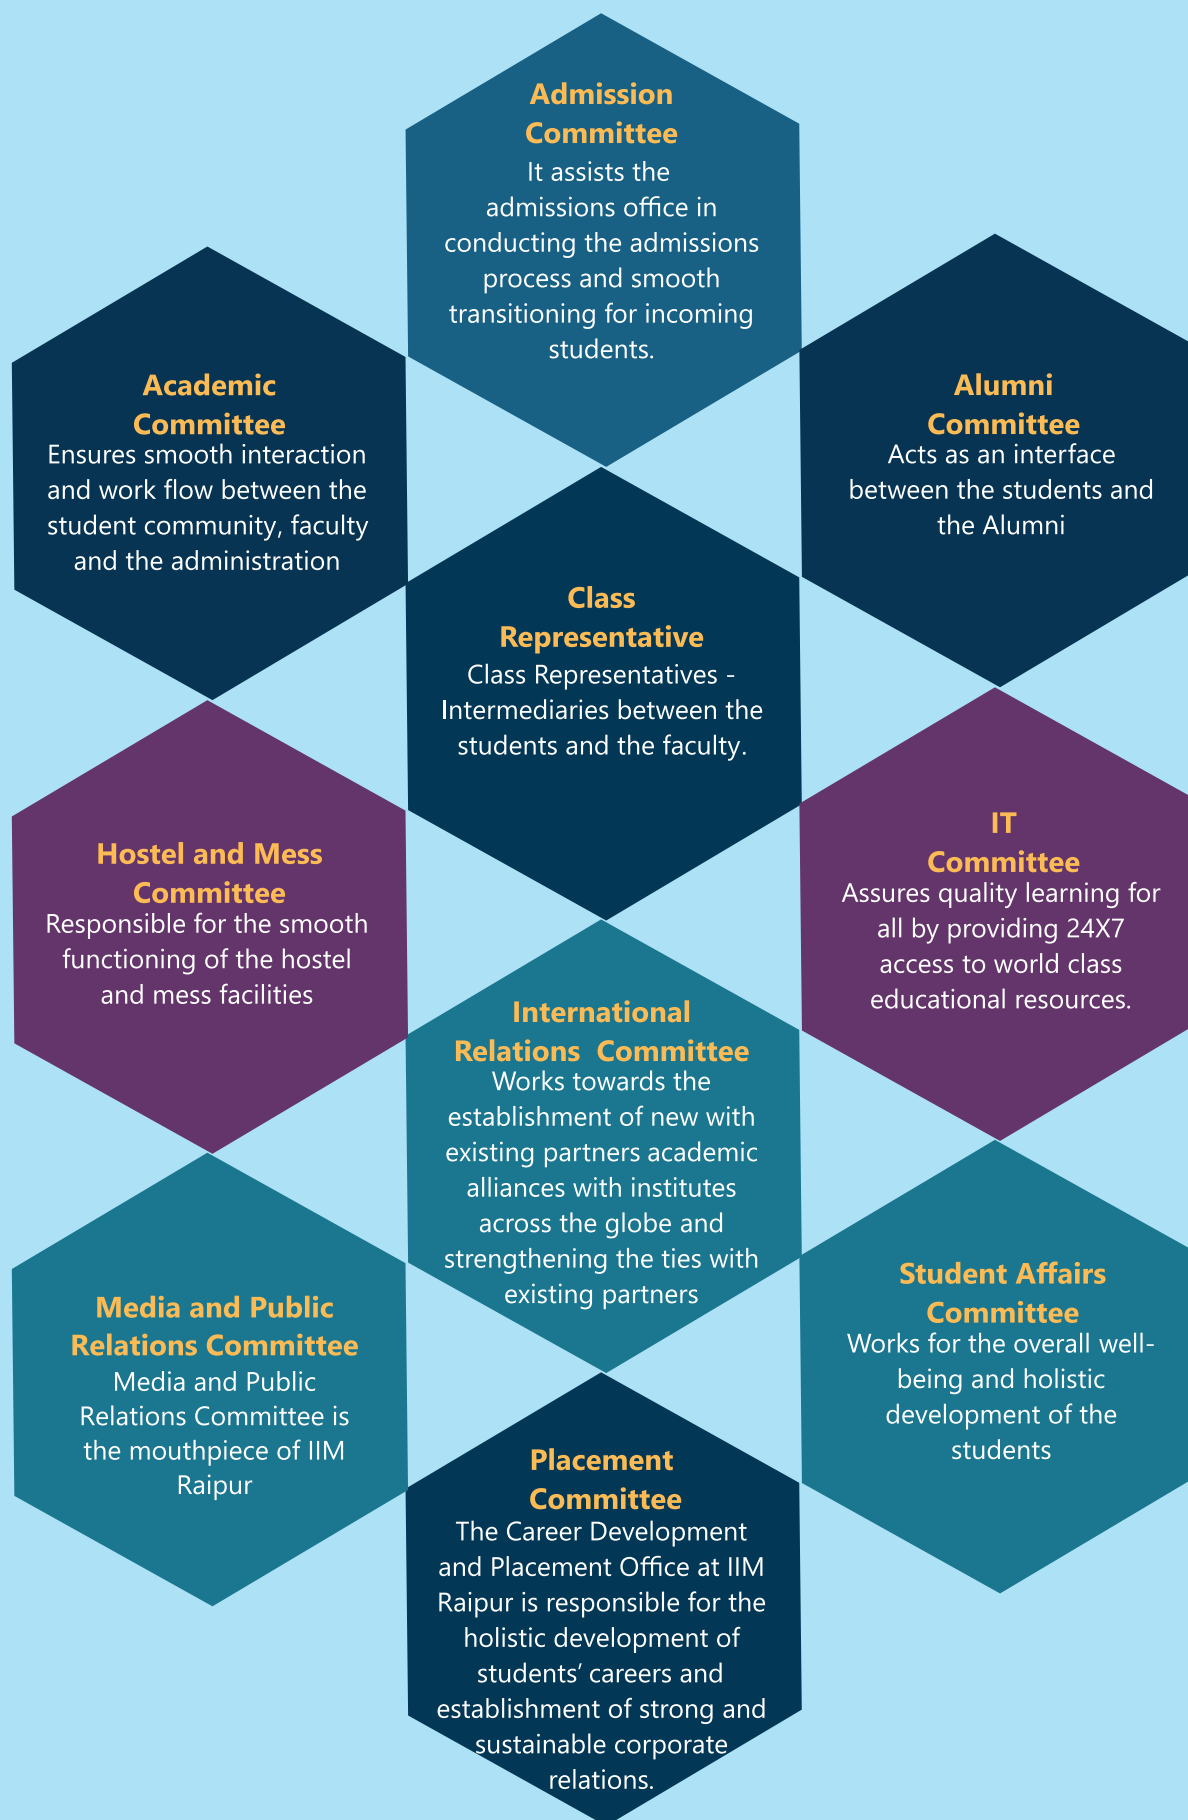 Admission
Committee
It assists the
admissions office in
conducting the admissions
process and smooth
transitioning for incoming
students.
Academic
Committee
Ensures smooth interaction
and work flow between the
student community, faculty
and the administration
Alumni
Committee
Acts as an interface
between the students and
the Alumni
Class
Representative
Class Representatives -
Intermediaries between the
students and the faculty.
Hostel and Mess
Committee
Responsible for the smooth
functioning of the hostel
and mess facilities
IT
Committee
Assures quality learning for
all by providing 24X7
access to world class
educational resources.
International
Relations  Committee
Works towards the
establishment of new with
existing partners academic
alliances with institutes
across the globe and
strengthening the ties with
existing partners
Media and Public
Relations Committee
Media and Public
Relations Committee is
the mouthpiece of IIM
Raipur
Student Affairs
Committee
Works for the overall well-
being and holistic
development of the
students
Placement
Committee
The Career Development
and Placement Office at IIM
Raipur is responsible for the
holistic development of
students’ careers and
establishment of strong and
sustainable corporate
relations.